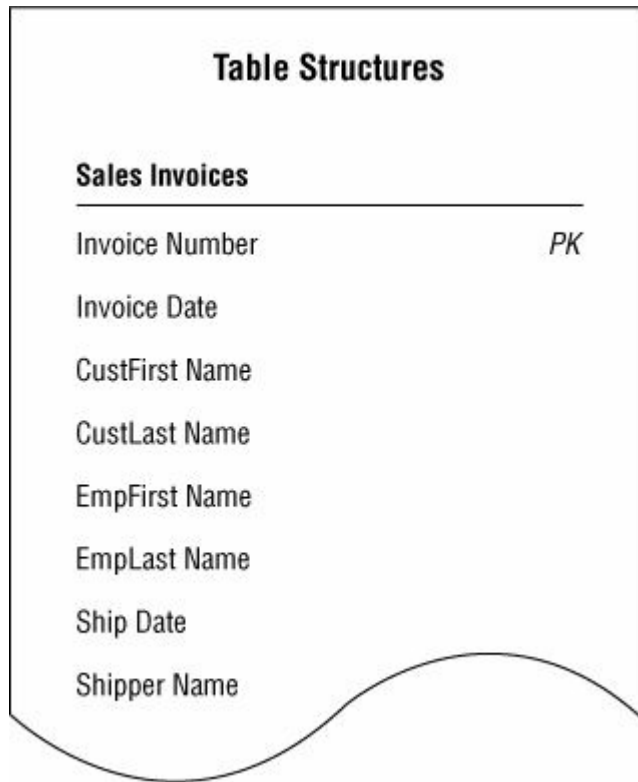 Table Structures
Sales Invoices
Invoice Number PK
Invoice Date
CustFirst Name
CustLast Name
EmpFirst Name
EmpLast Name
Ship Date
Shipper Name